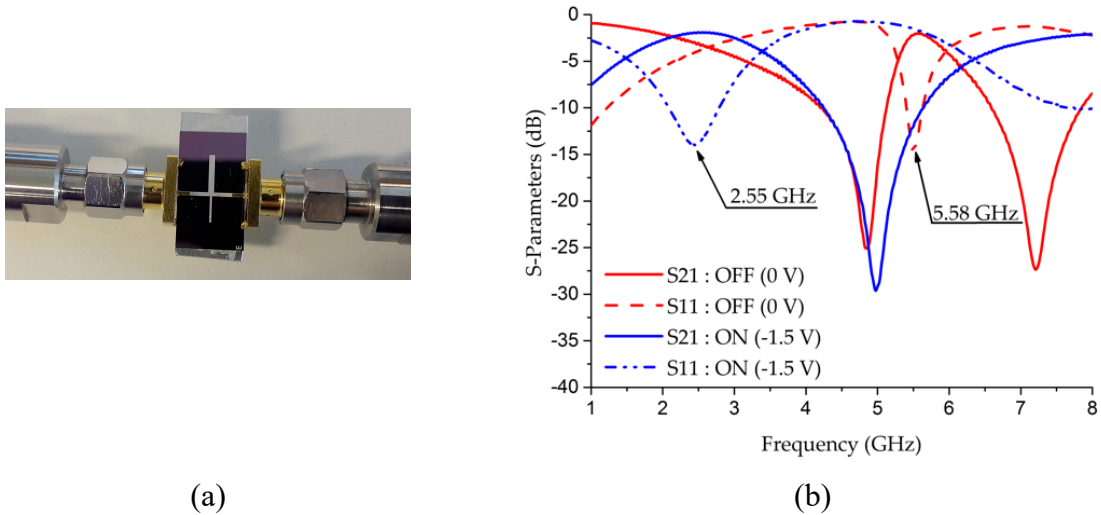 0
-5
-10
-15
-20
-25
-30
-35
-40
S-Parameters (dB)
2.55 GHz
5.58 GHz
S21 : OFF (0 V)
S11 : OFF (0 V)
S21 : ON (-1.5 V)
S11 : ON (-1.5 V)
1 2 3 4 5 6 7 8
Frequency (GHz)
E
(a) (b)